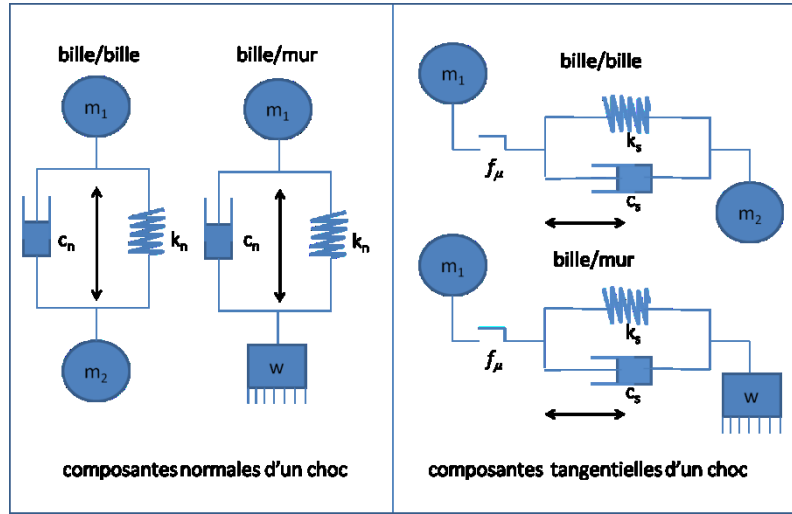 bille/bille
bille/mur
m1
m1
cn
kn
cn
kn
m2
w
composantes normales d'un choc
bille/bille
m1
ks
fμ
cs
m2
bille/mur
m1
ks
fμ
cs
w
composantes tangentielles d'un choc